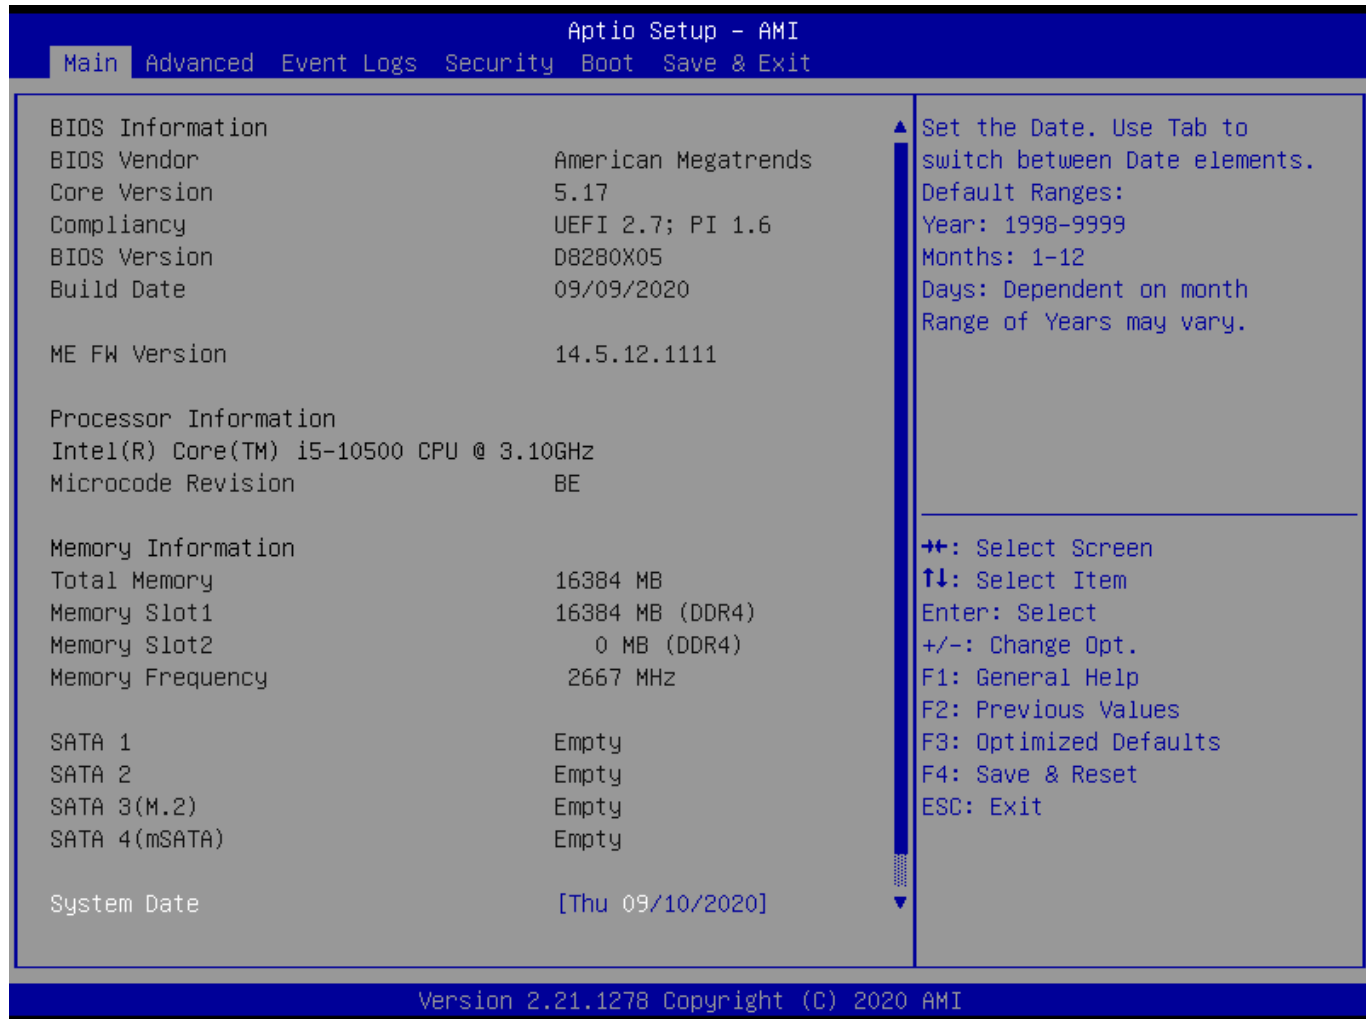 Aptio Setup – AMI
Main Advanced Event Logs Security Boot Save & Exit
BIOS Information
BIOS Vendor American Megatrends
Core Version 5.17
Compliancy UEFI 2.7; PI 1.6
BIOS Version D8280X05
Build Date 09/09/2020
ME FW Version 14.5.12.1111
Processor Information
Intel(R) Core(TM) i5-10500 CPU @ 3.10GHz
Microcode Revision BE
Memory Information
Total Memory 16384 MB
Memory Slot1 16384 MB (DDR4)
Memory Slot2 0 MB (DDR4)
Memory Frequency 2667 MHz
SATA 1 Empty
SATA 2 Empty
SATA 3(M.2) Empty
SATA 4(mSATA) Empty
System Date [Thu 09/10/2020]
Set the Date. Use Tab to
switch between Date elements.
Default Ranges:
Year: 1998-9999
Months: 1-12
Days: Dependent on month
Range of Years may vary.
→←: Select Screen
↑↓: Select Item
Enter: Select
+/-: Change Opt.
F1: General Help
F2: Previous Values
F3: Optimized Defaults
F4: Save & Reset
ESC: Exit
Version 2.21.1278 Copyright (C) 2020 AMI